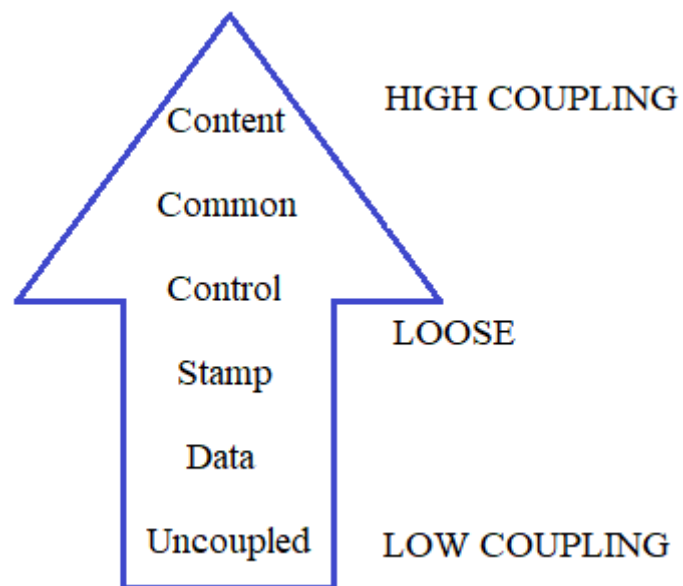 HIGH COUPLING
Content
Common
Control
LOOSE
Stamp
Data
Uncoupled
LOW COUPLING